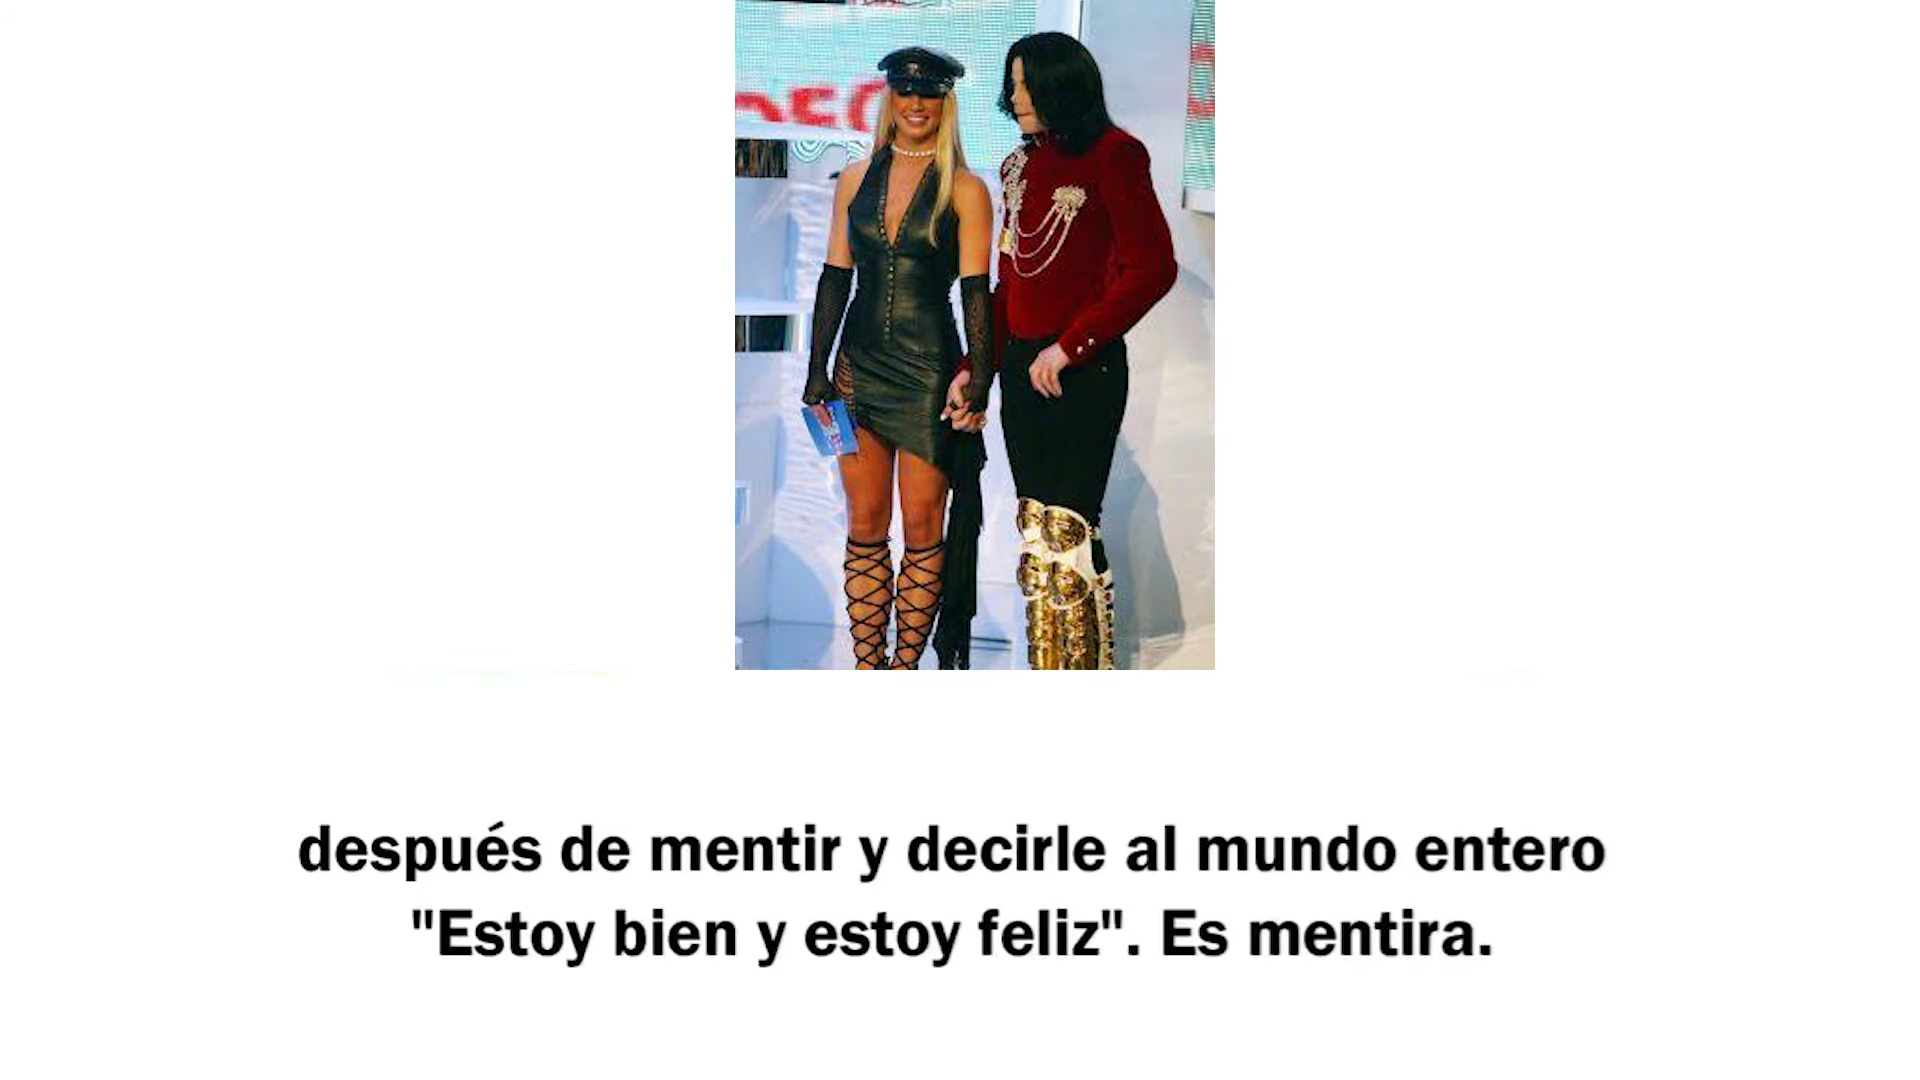 después de mentir y decirle al mundo entero
"Estoy bien y estoy feliz". Es mentira.